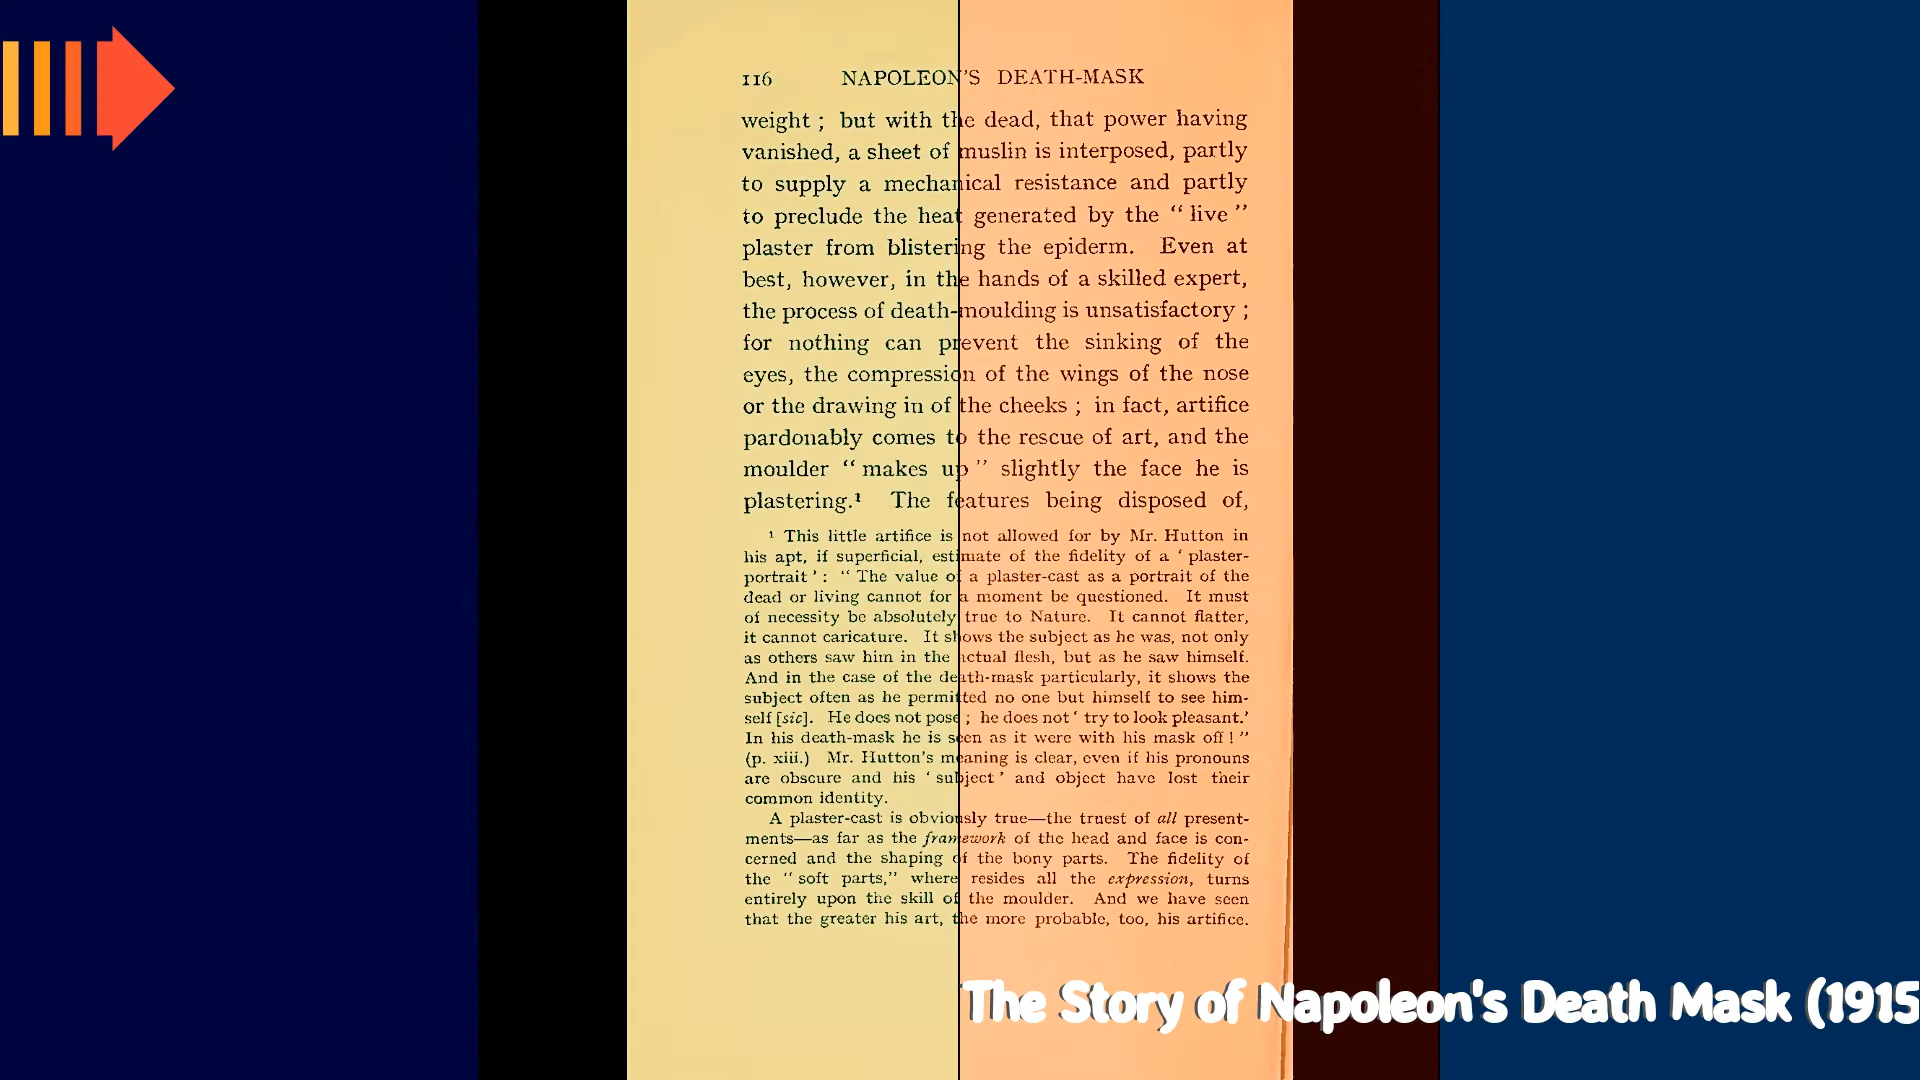 116 NAPOLEON'S DEATH-MASK
weight ; but with the dead, that power having
vanished, a sheet of muslin is interposed, partly
to supply a mechanical resistance and partly
to preclude the heat generated by the “ live ”
plaster from blistering the epiderm. Even at
best, however, in the hands of a skilled expert,
the process of death-moulding is unsatisfactory ;
for nothing can prevent the sinking of the
eyes, the compression of the wings of the nose
or the drawing in of the cheeks ; in fact, artifice
pardonably comes to the rescue of art, and the
moulder “ makes up ” slightly the face he is
plastering.¹ The features being disposed of,
¹ This little artifice is not allowed for by Mr. Hutton in
his apt, if superficial, estimate of the fidelity of a ‘ plaster-
portrait ’ : “ The value of a plaster-cast as a portrait of the
dead or living cannot for a moment be questioned. It must
of necessity be absolutely true to Nature. It cannot flatter,
it cannot caricature. It shows the subject as he was, not only
as others saw him in the actual flesh, but as he saw himself.
And in the case of the death-mask particularly, it shows the
subject often as he permitted no one but himself to see him-
self [sic]. He does not pose ; he does not ‘ try to look pleasant.’
In his death-mask he is seen as it were with his mask off ! ”
(p. xiii.) Mr. Hutton's meaning is clear, even if his pronouns
are obscure and his ‘ subject ’ and object have lost their
common identity.
A plaster-cast is obviously true—the truest of all present-
ments—as far as the framework of the head and face is con-
cerned and the shaping of the bony parts. The fidelity of
the “ soft parts,” where resides all the expression, turns
entirely upon the skill of the moulder. And we have seen
that the greater his art, the more probable, too, his artifice.
The Story of Napoleon's Death Mask (1915